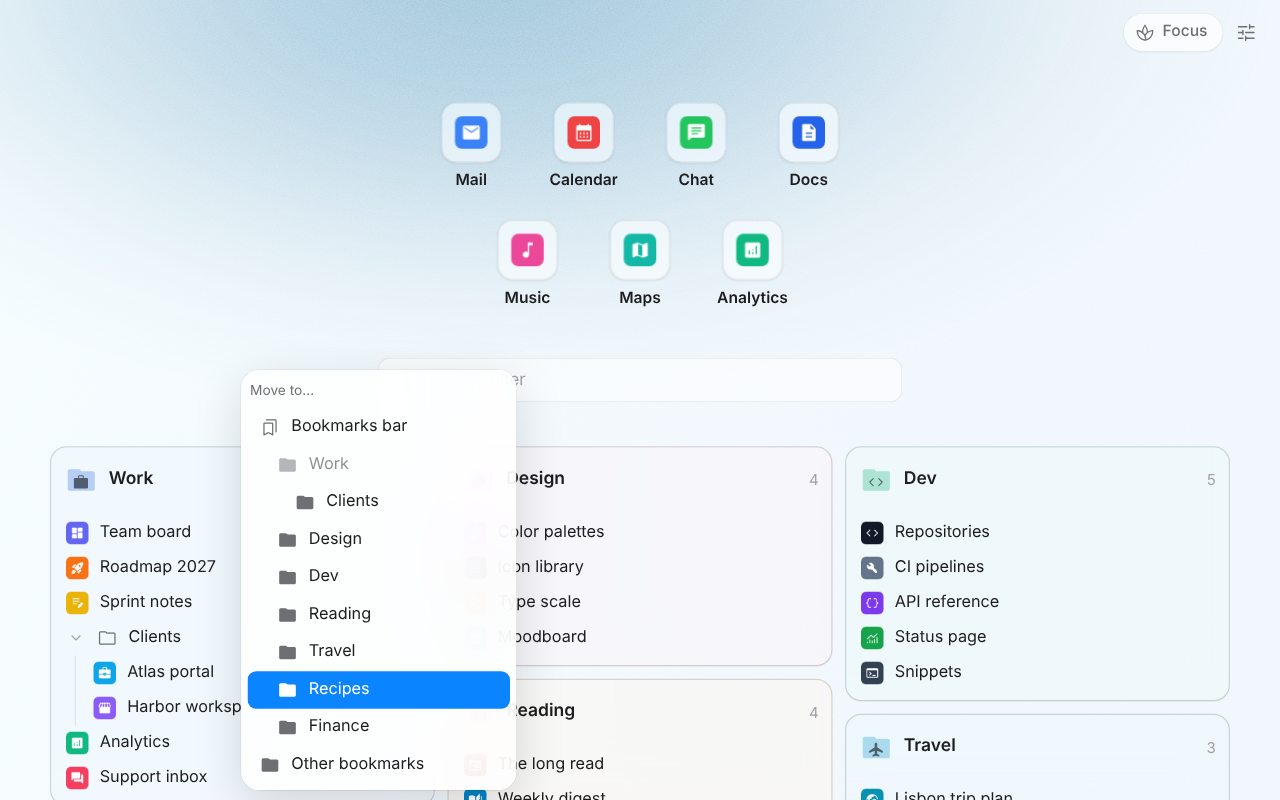 Focus
Mail
Calendar
Chat
Docs
Music
Maps
Analytics
Move to...
Bookmarks bar
Work
Clients
Design
Dev
Reading
Travel
Recipes
Finance
Other bookmarks
Work
Team board
Roadmap 2027
Sprint notes
Clients
Atlas portal
Harbor
Analytics
Support inbox
Design
4
Color palettes
Icon library
Type scale
Moodboard
Reading
4
The long read
Weekly digest
Dev
5
Repositories
CI pipelines
API reference
Status page
Snippets
Travel
3
Lisbon trip plan